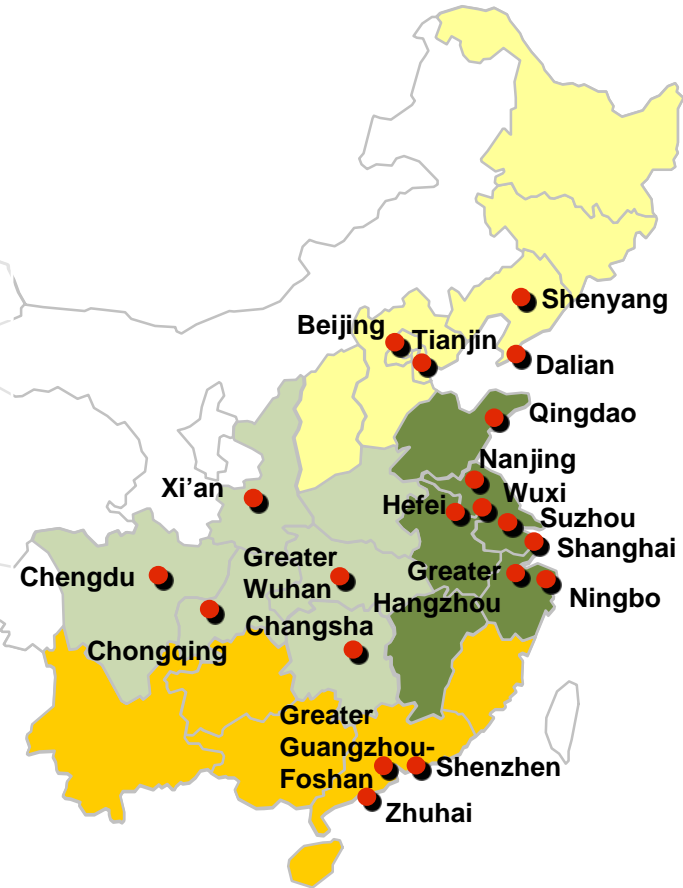 Shenyang
Beijing
Tianjin
Dalian
Qingdao
Nanjing
Xi’an
Wuxi
Hefei
Suzhou
Shanghai
Greater
Wuhan
Chengdu
Greater
Hangzhou
Ningbo
Changsha
Chongqing
Greater
Guangzhou-
Foshan
Shenzhen
Zhuhai